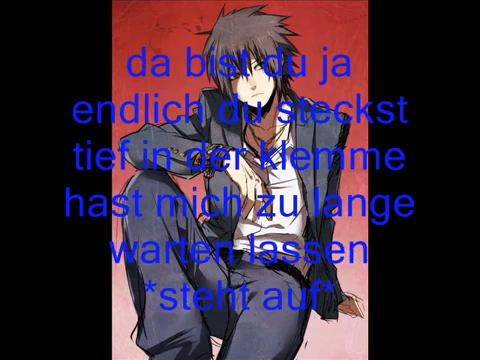 da bist du ja
endlich du steckst
tief in der klemme
hast mich zu lange
warten lassen
*steht auf*